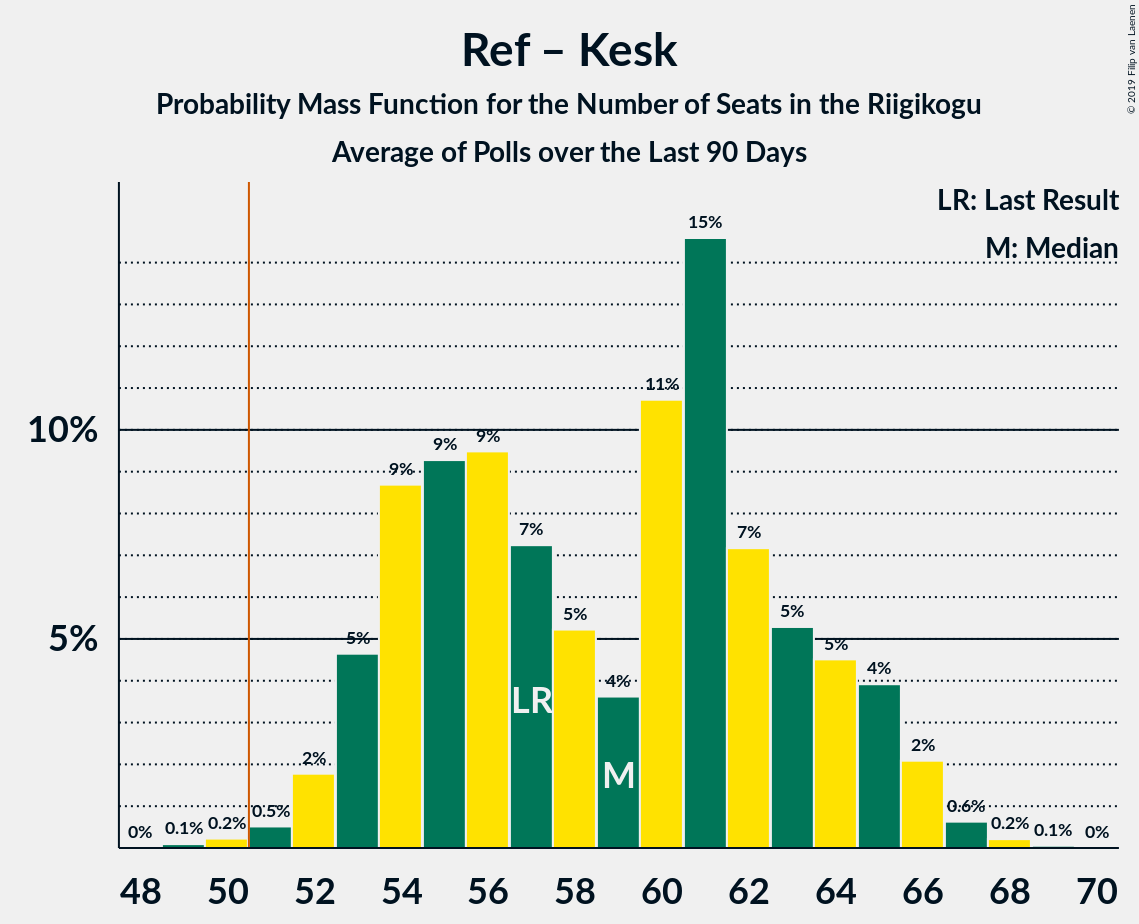 Ref – Kesk
Probability Mass Function for the Number of Seats in the Riigikogu
Average of Polls over the Last 90 Days
© 2019 Filip van Laenen
LR: Last Result
M: Median
10%
5%
0%
0.1%
0.2%
0.5%
2%
5%
9%
9%
9%
7%
5%
4%
11%
15%
7%
5%
5%
4%
2%
0.6%
0.2%
0.1%
0%
LR
M
48 50 52 54 56 58 60 62 64 66 68 70